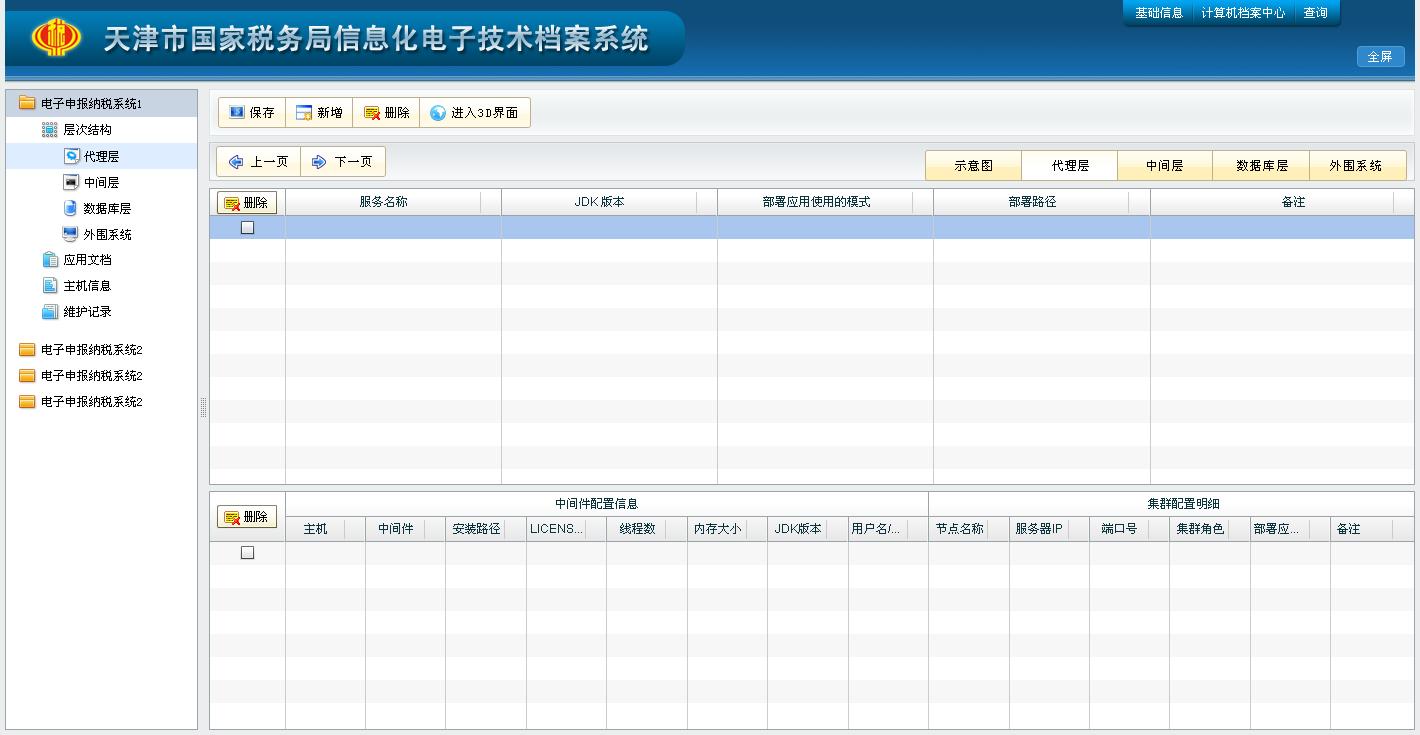 基础信息 计算机档案中心 查询
天津市国家税务局信息化电子技术档案系统
全屏
电子申报纳税系统1
层次结构
代理层
中间层
数据库层
外围系统
应用文档
主机信息
维护记录
电子申报纳税系统2
电子申报纳税系统2
电子申报纳税系统2
保存 新增 删除 进入3D界面
上一页 下一页
示意图 代理层 中间层 数据库层 外围系统
删除 服务名称 JDK 版本 部署应用使用的模式 部署路径 备注
中间件配置信息 集群配置明细
删除
主机 中间件 安装路径 LICENS... 线程数 内存大小 JDK版本 用户名/... 节点名称 服务器IP 端口号 集群角色 部署应... 备注